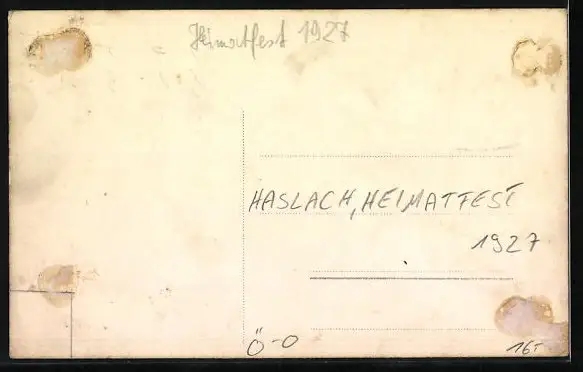 Heimatfest 1927
HASLACH, HEIMATFEST
1927
Ö-O
16T